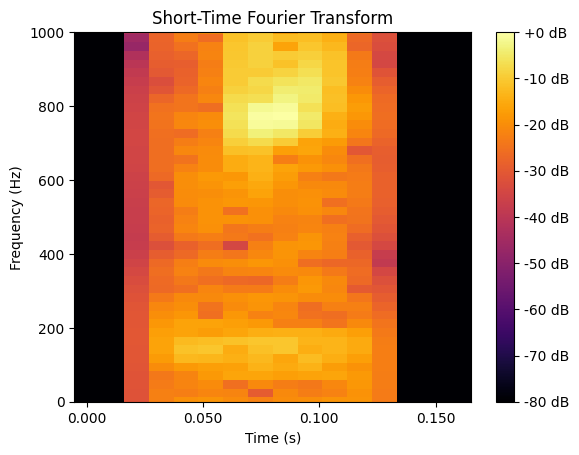 Short-Time Fourier Transform
1000
800
600
400
200
0
Frequency (Hz)
0.000
0.050
0.100
0.150
Time (s)
+0 dB
-10 dB
-20 dB
-30 dB
-40 dB
-50 dB
-60 dB
-70 dB
-80 dB